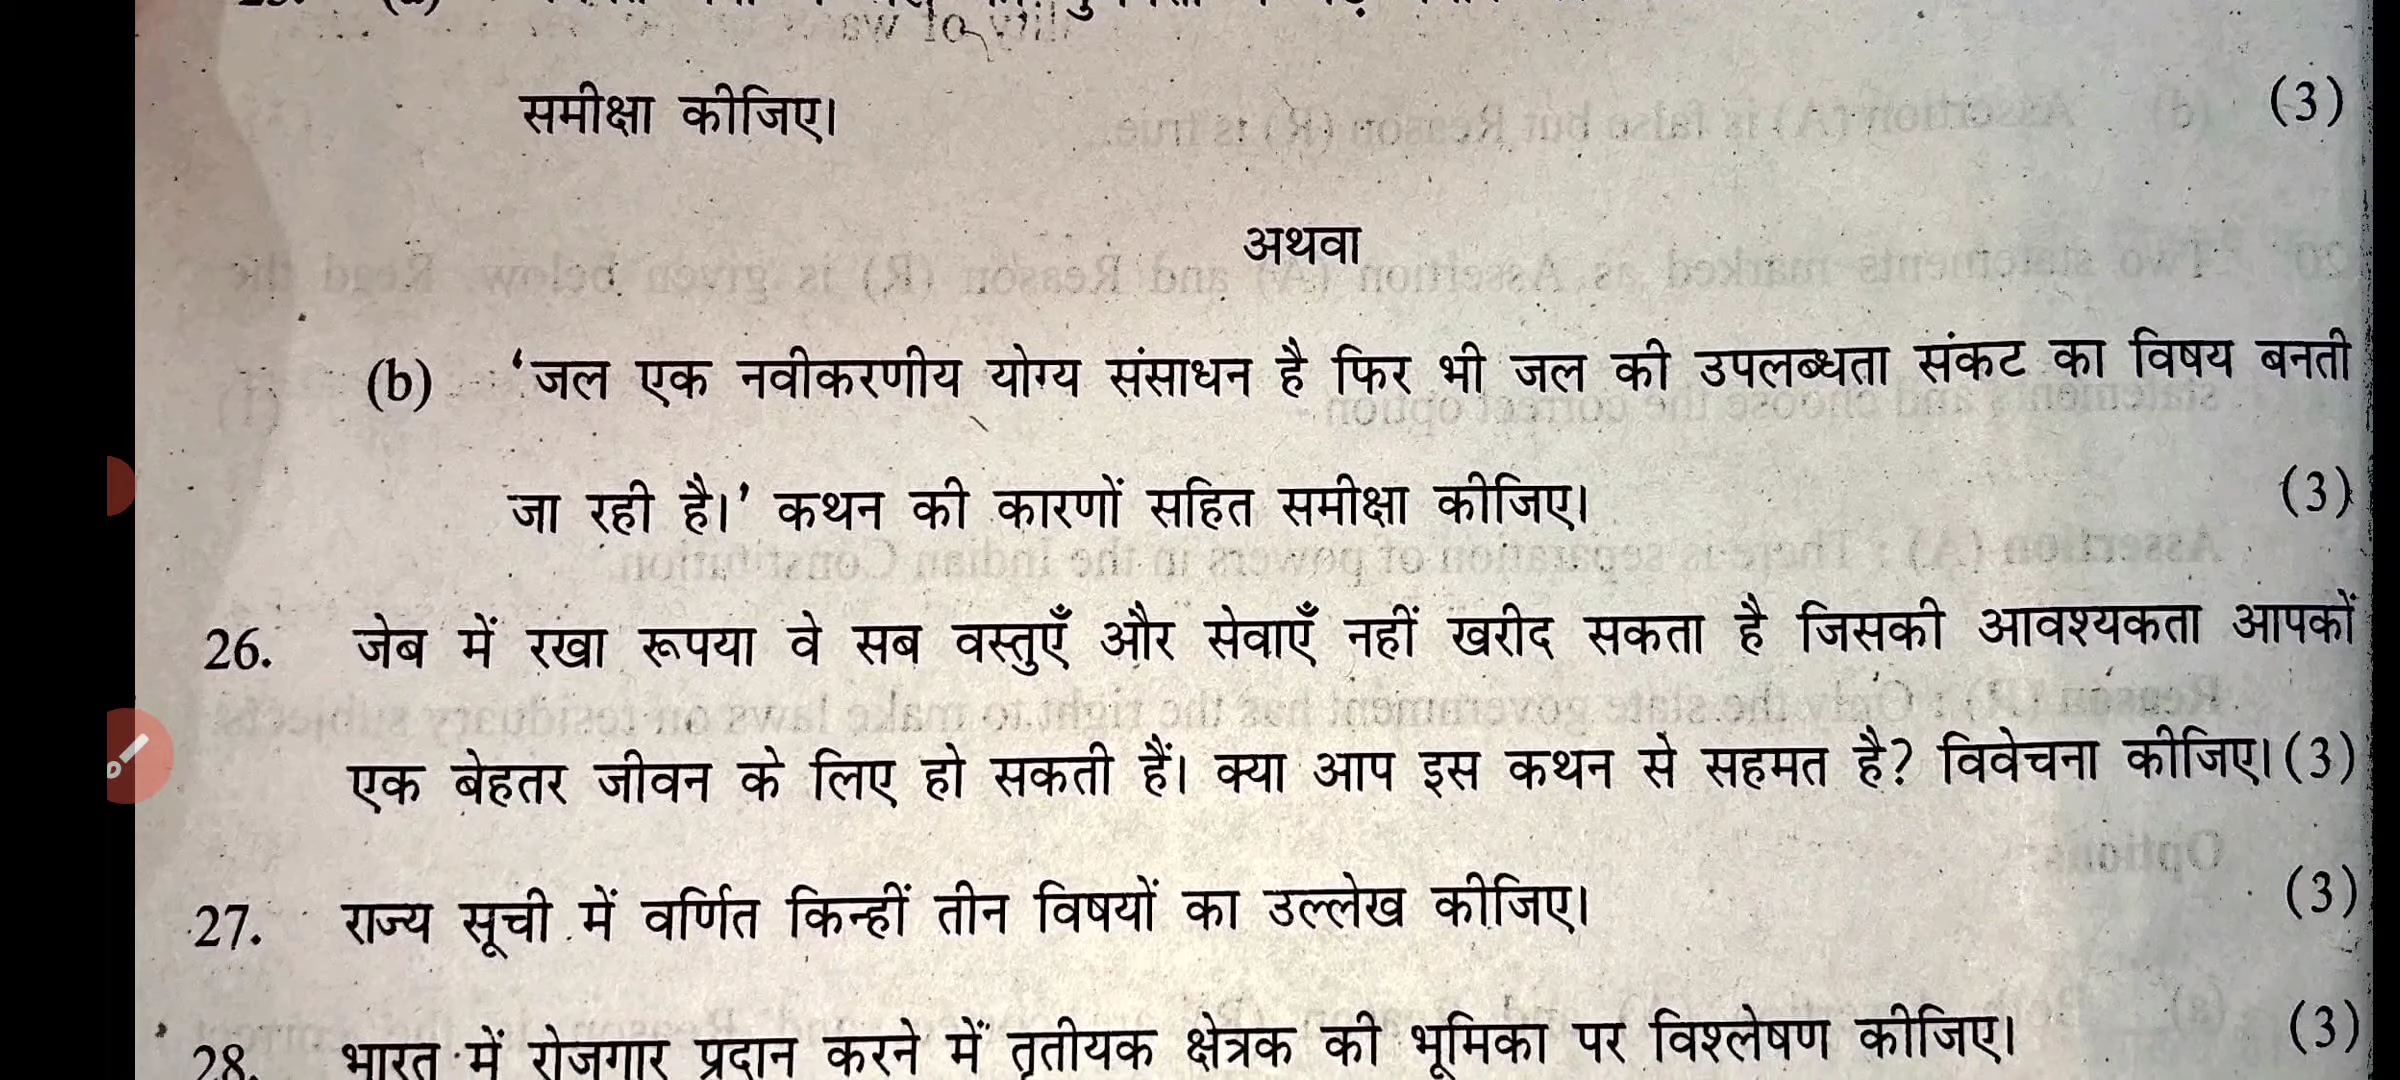 समीक्षा कीजिए। (3)
अथवा
(b) 'जल एक नवीकरणीय योग्य संसाधन है फिर भी जल की उपलब्धता संकट का विषय बनती
जा रही है।' कथन की कारणों सहित समीक्षा कीजिए। (3)
26. जेब में रखा रूपया वे सब वस्तुएँ और सेवाएँ नहीं खरीद सकता है जिसकी आवश्यकता आपकों
एक बेहतर जीवन के लिए हो सकती हैं। क्या आप इस कथन से सहमत है? विवेचना कीजिए। (3)
27. राज्य सूची में वर्णित किन्हीं तीन विषयों का उल्लेख कीजिए। (3)
28. भारत में रोजगार प्रदान करने में तृतीयक क्षेत्रक की भूमिका पर विश्लेषण कीजिए। (3)